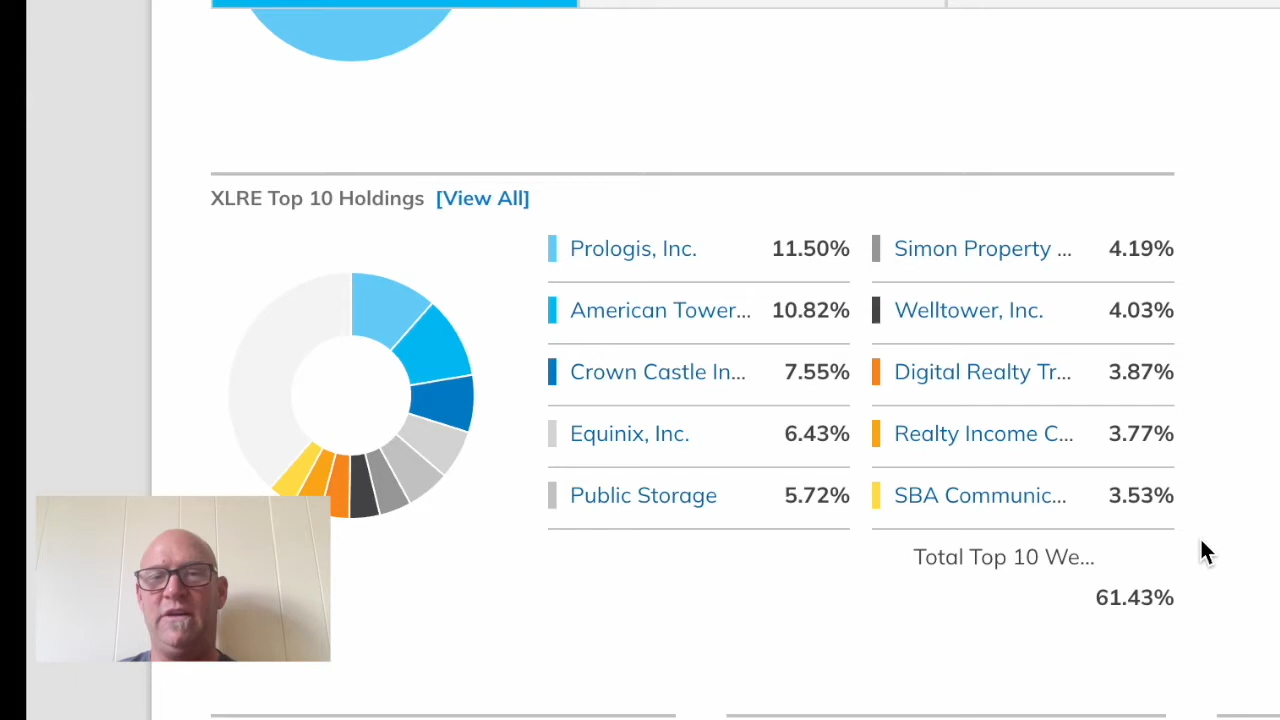 XLRE Top 10 Holdings [View All]
Prologis, Inc. 11.50%
American Tower... 10.82%
Crown Castle In... 7.55%
Equinix, Inc. 6.43%
Public Storage 5.72%
Simon Property ... 4.19%
Welltower, Inc. 4.03%
Digital Realty Tr... 3.87%
Realty Income C... 3.77%
SBA Communic... 3.53%
Total Top 10 We...
61.43%